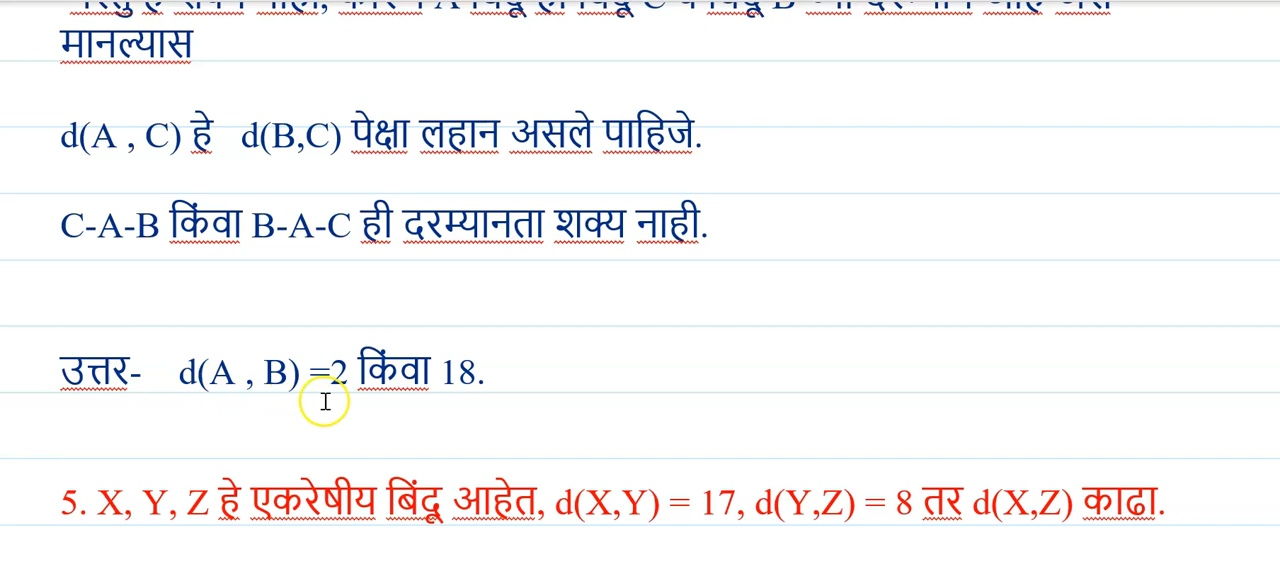 मानल्यास
d(A , C) हे d(B,C) पेक्षा लहान असले पाहिजे.
C-A-B किंवा B-A-C ही दरम्यानता शक्य नाही.
उत्तर- d(A , B) =2 किंवा 18.
5. X, Y, Z हे एकरेषीय बिंदू आहेत, d(X,Y) = 17, d(Y,Z) = 8 तर d(X,Z) काढा.